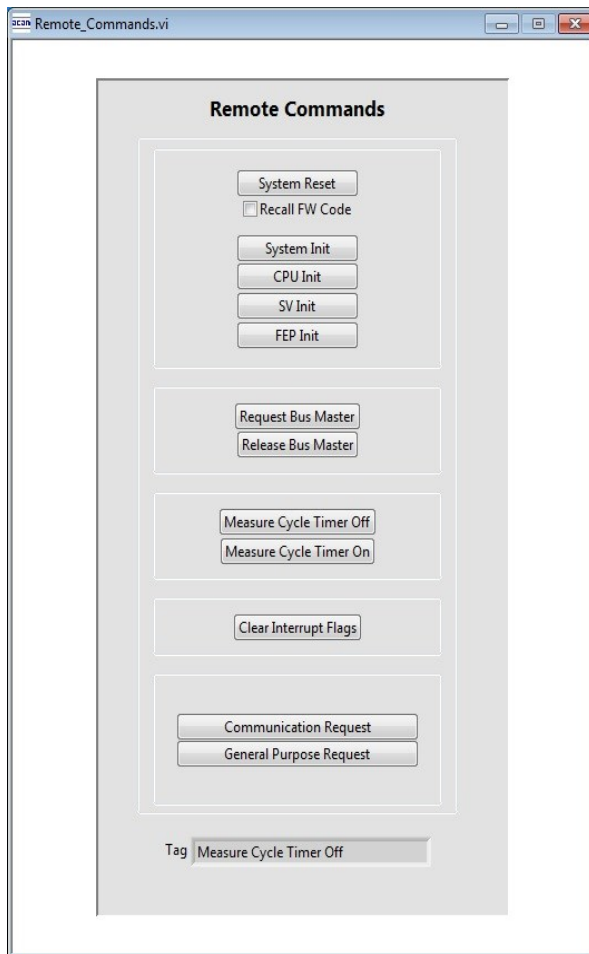 acan Remote_Commands.vi
Remote Commands
System Reset
Recall FW Code
System Init
CPU Init
SV Init
FEP Init
Request Bus Master
Release Bus Master
Measure Cycle Timer Off
Measure Cycle Timer On
Clear Interrupt Flags
Communication Request
General Purpose Request
Tag Measure Cycle Timer Off